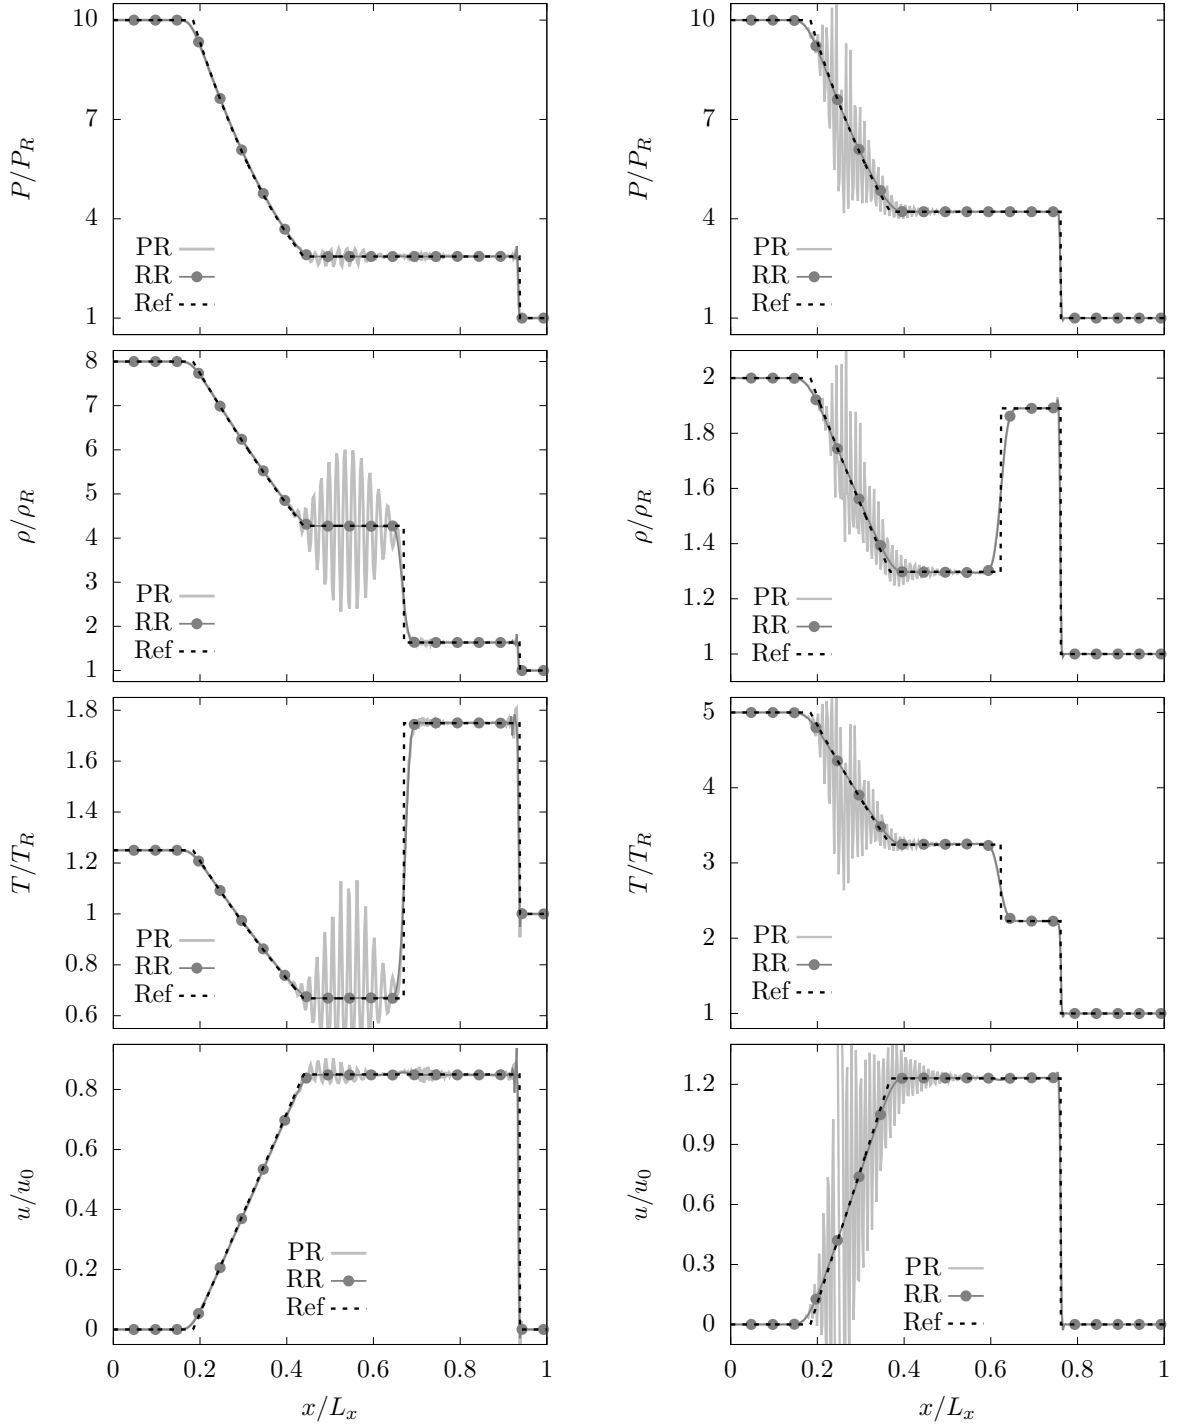 10
7
4
1
P/P_R
PR
RR
Ref
10
7
4
1
P/P_R
PR
RR
Ref
8
7
6
5
4
3
2
1
ρ/ρ_R
PR
RR
Ref
2
1.8
1.6
1.4
1.2
1
ρ/ρ_R
PR
RR
Ref
1.8
1.6
1.4
1.2
1
0.8
0.6
T/T_R
PR
RR
Ref
5
4
3
2
1
T/T_R
PR
RR
Ref
0.8
0.6
0.4
0.2
0
u/u_0
PR
RR
Ref
0 0.2 0.4 0.6 0.8 1
x/L_x
1.2
0.9
0.6
0.3
0
u/u_0
PR
RR
Ref
0 0.2 0.4 0.6 0.8 1
x/L_x